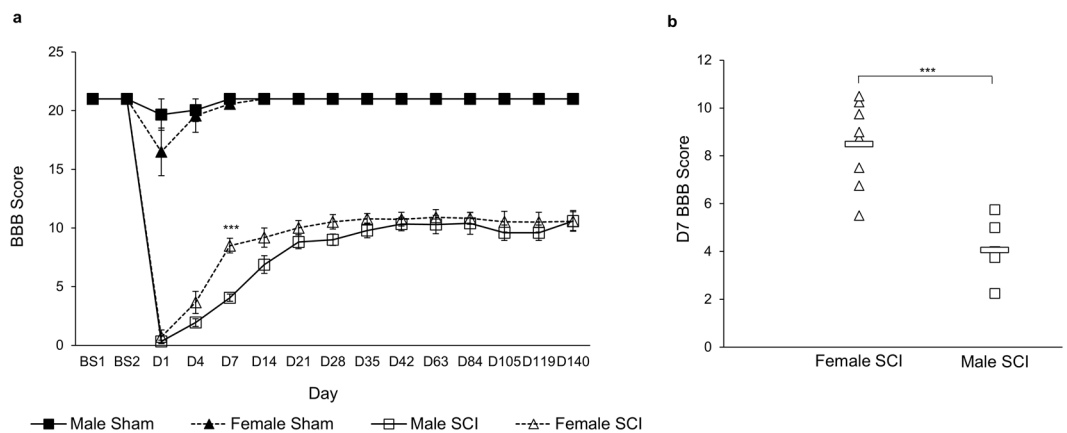 a
25
20
15
10
5
0
BBB Score
***
BS1 BS2 D1 D4 D7 D14 D21 D28 D35 D42 D63 D84 D105 D119 D140
Day
Male Sham Female Sham Male SCI Female SCI
b
12
10
8
6
4
2
0
D7 BBB Score
***
Female SCI Male SCI